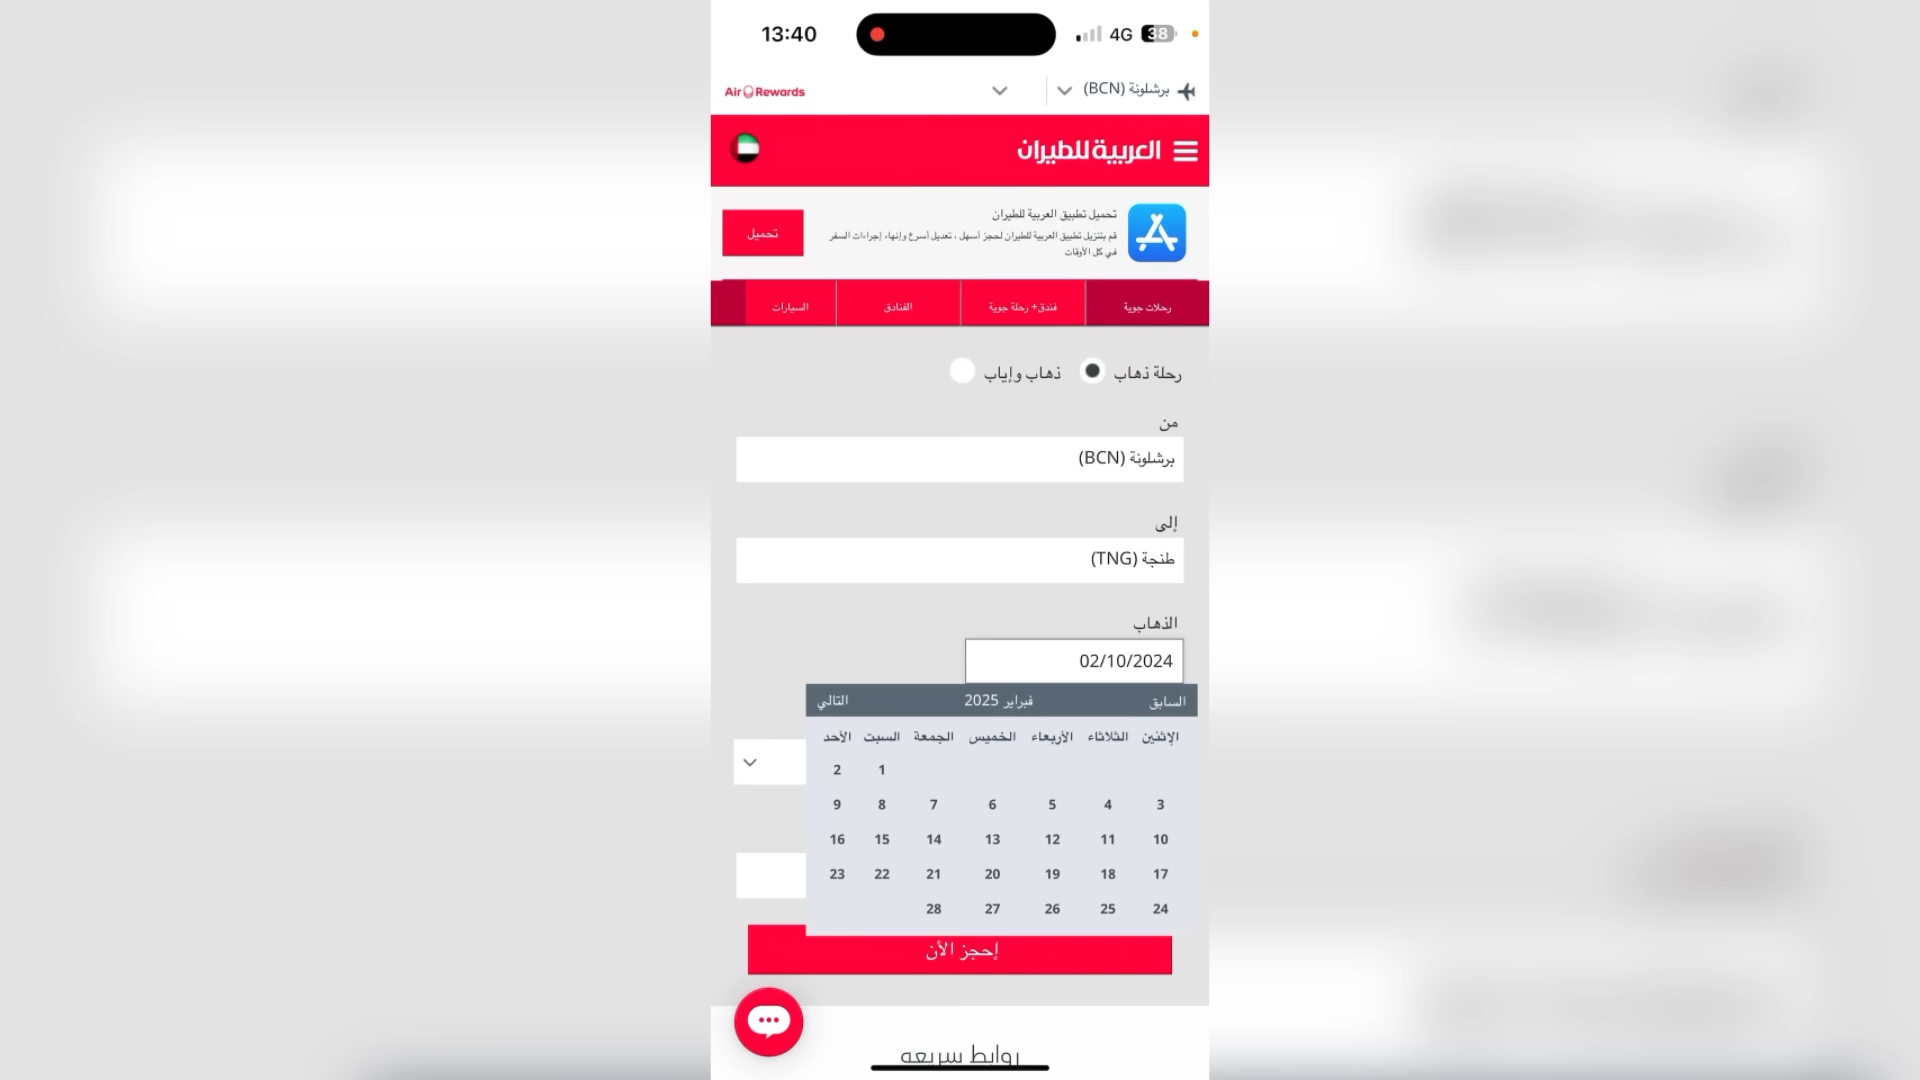 13:40 4G 38
برشلونة (BCN)
Air Rewards
العربية للطيران
تحميل تطبيق العربية للطيران
قم بتنزيل تطبيق العربية للطيران لحجز أسهل ، تعديل أسرع وإنهاء إجراءات السفر
في كل الأوقات
تحميل
رحلات جوية فندق+ رحلة جوية الفنادق السيارات
رحلة ذهاب ذهاب وإياب
من
برشلونة (BCN)
إلى
طنجة (TNG)
الذهاب
02/10/2024
السابق فبراير 2025 التالي
الإثنين الثلاثاء الأربعاء الخميس الجمعة السبت الأحد
1 2
3 4 5 6 7 8 9
10 11 12 13 14 15 16
17 18 19 20 21 22 23
24 25 26 27 28
إحجز الأن
روابط سريعه